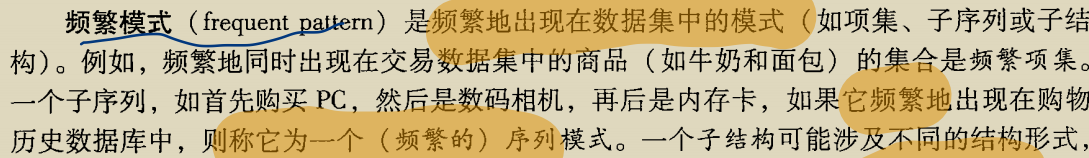 频繁模式（frequent pattern）是频繁地出现在数据集中的模式（如项集、子序列或子结
构）。例如，频繁地同时出现在交易数据集中的商品（如牛奶和面包）的集合是频繁项集。
一个子序列，如首先购买 PC，然后是数码相机，再后是内存卡，如果它频繁地出现在购物
历史数据库中，则称它为一个（频繁的）序列模式。一个子结构可能涉及不同的结构形式，